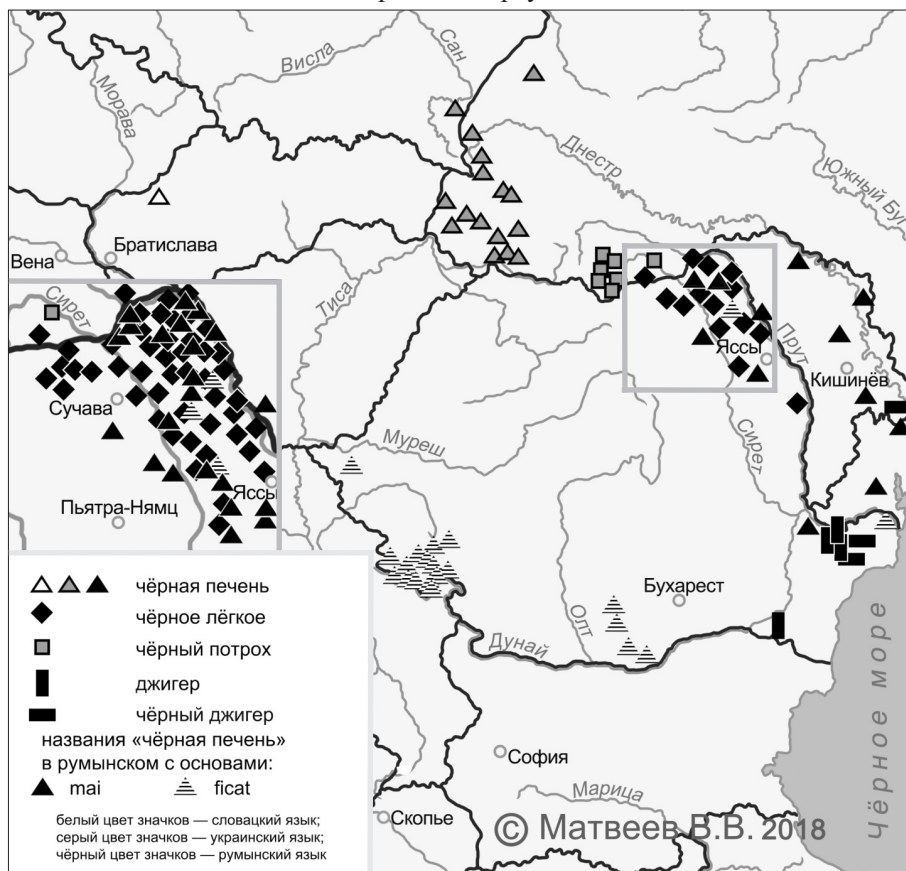 Висла
Сан
Морава
Днестр
Южный Буг
Братислава
Вена
Тиса
Сирет
Прут
Яссы
Кишинёв
Сучава
Муреш
Сирет
Яссы
Пьятра-Нямц
чёрная печень
Бухарест
чёрное лёгкое
Олт
чёрный потрох
Дунай
джигер
чёрный джигер
названия «чёрная печень»
в румынском с основами:
София
mai
ficat
Марица
белый цвет значков — словацкий язык;
серый цвет значков — украинский язык;
чёрный цвет значков — румынский язык
Скопье
© Матвеев В.В. 2018
Чёрное море